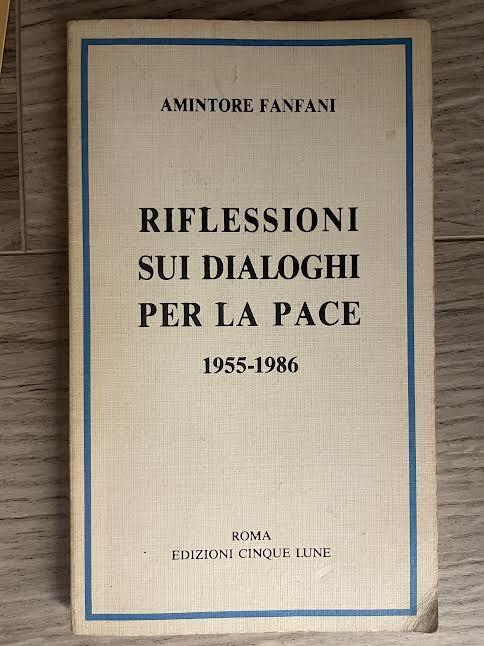 AMINTORE FANFANI
RIFLESSIONI
SUI DIALOGHI
PER LA PACE
1955-1986
ROMA
EDIZIONI CINQUE LUNE